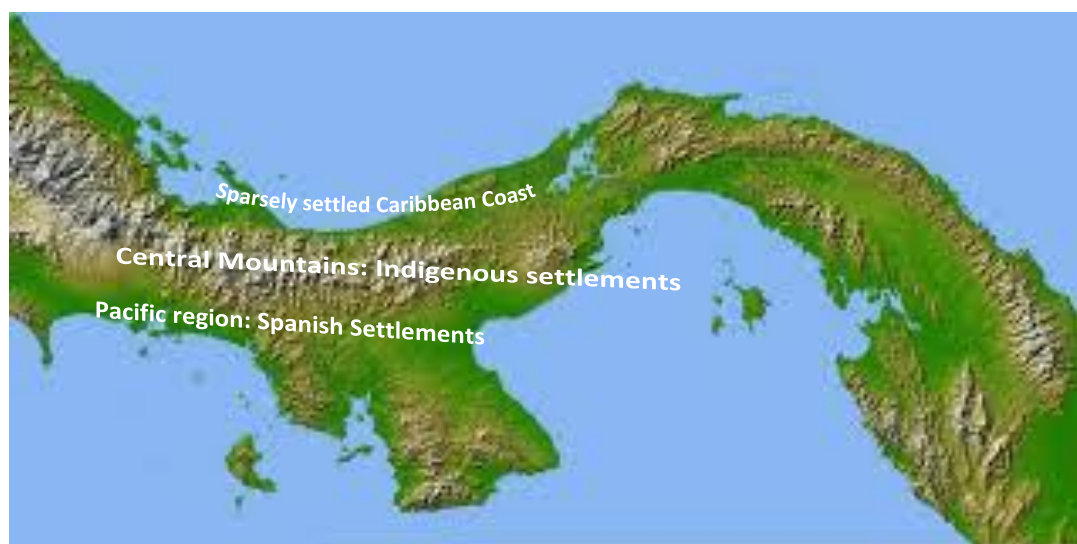 Sparsely settled Caribbean Coast
Central Mountains: Indigenous settlements
Pacific region: Spanish Settlements